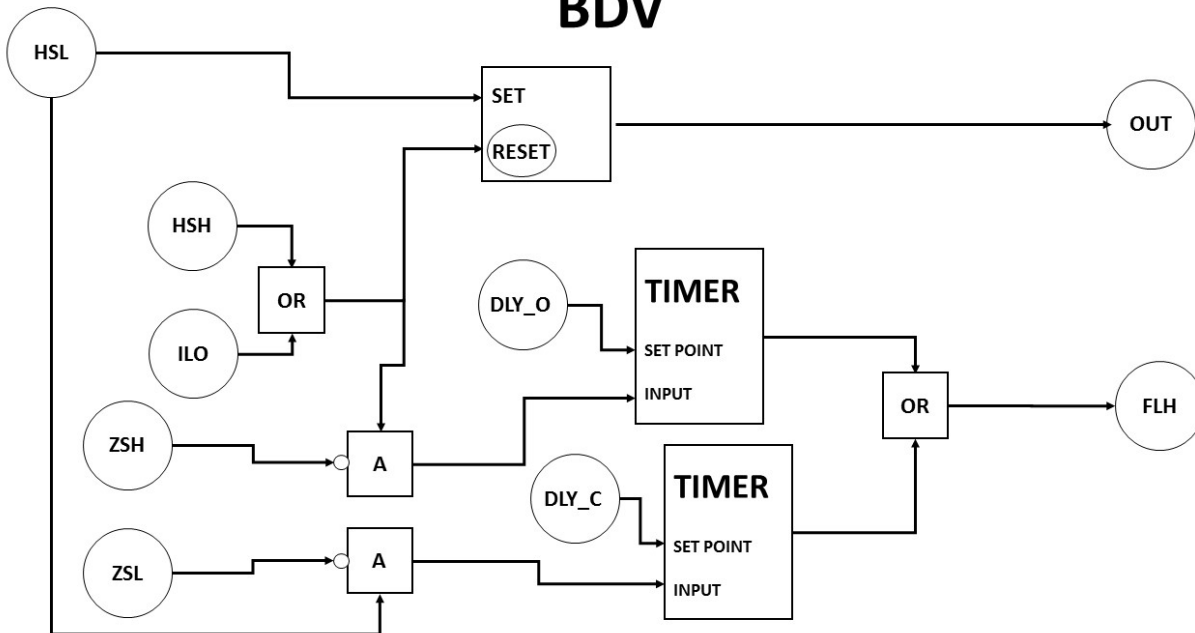 BDV
HSL
SET
RESET
OUT
HSH
OR
ILO
DLY_O
TIMER
SET POINT
INPUT
ZSH
A
OR
FLH
DLY_C
TIMER
SET POINT
INPUT
ZSL
A